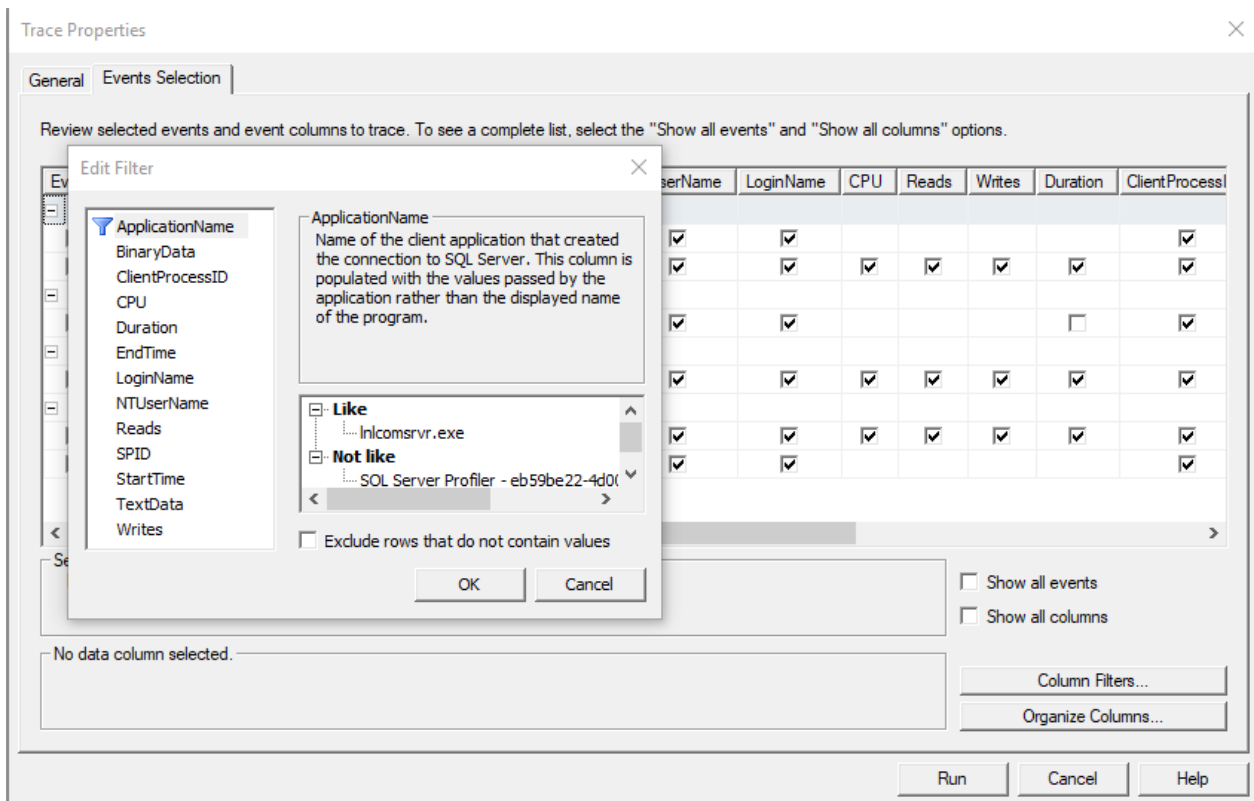 Trace Properties
General
Events Selection
Review selected events and event columns to trace. To see a complete list, select the "Show all events" and "Show all columns" options.
Edit Filter
ApplicationName
BinaryData
ClientProcessID
CPU
Duration
EndTime
LoginName
NTUserName
Reads
SPID
StartTime
TextData
Writes
ApplicationName
Name of the client application that created
the connection to SQL Server. This column is
populated with the values passed by the
application rather than the displayed name
of the program.
Like
lnlcomsrvr.exe
Not like
SQL Server Profiler - eb59be22-4d0
Exclude rows that do not contain values
OK Cancel
Ev serName LoginName CPU Reads Writes Duration ClientProcessI
Se
Show all events
Show all columns
No data column selected.
Column Filters...
Organize Columns...
Run Cancel Help